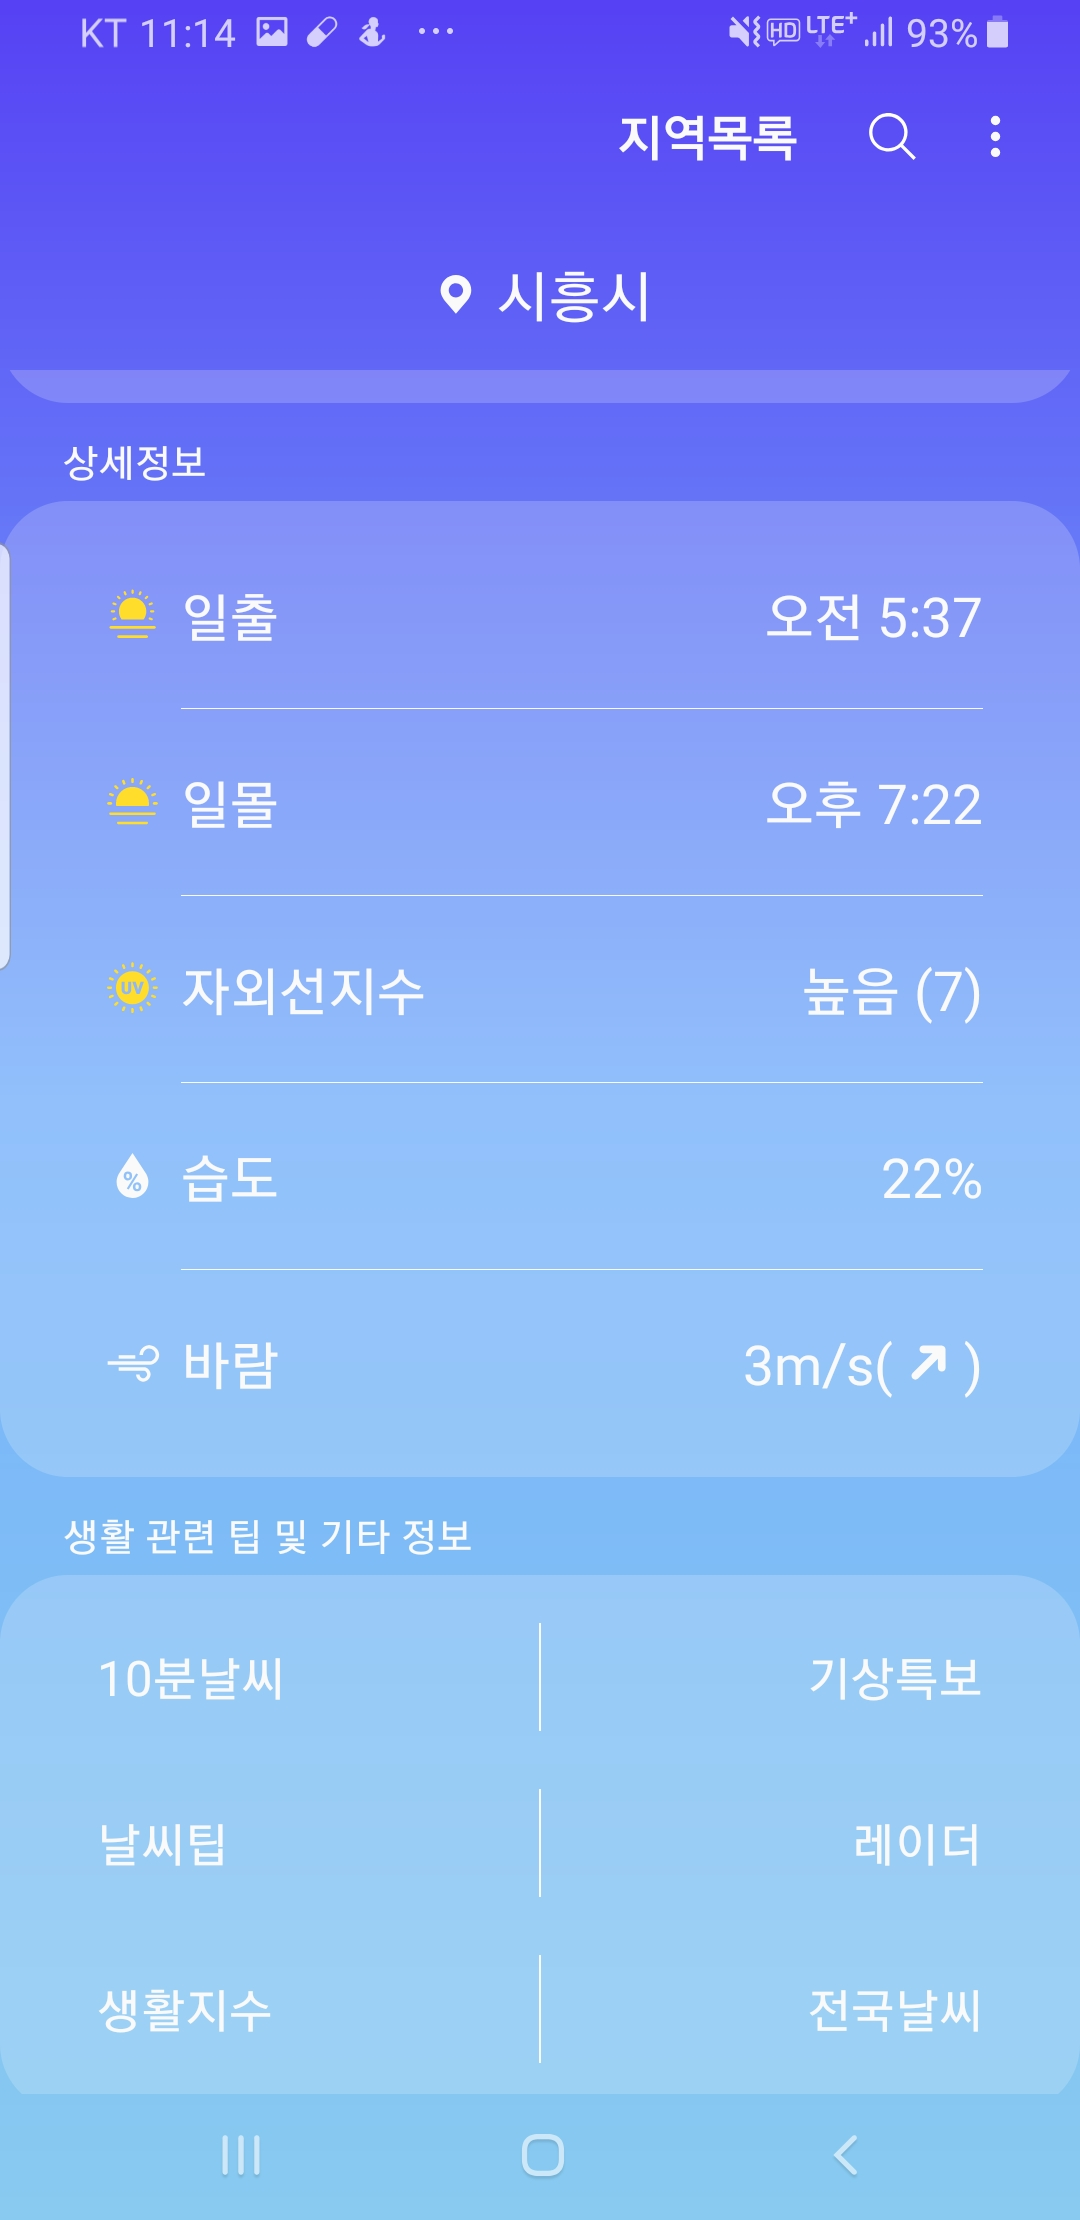 KT 11:14 HD LTE+ 93%
지역목록
시흥시
상세정보
일출 오전 5:37
일몰 오후 7:22
UV 자외선지수 높음 (7)
% 습도 22%
바람 3m/s( ↗ )
생활 관련 팁 및 기타 정보
10분날씨 기상특보
날씨팁 레이더
생활지수 전국날씨